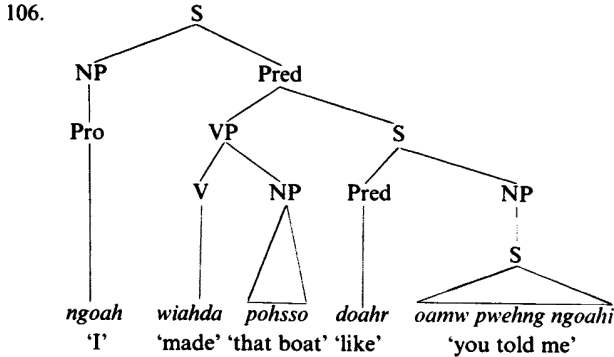 106.
S
NP Pred
Pro VP S
V NP Pred NP
S
ngoah wiahda pohsso doahr oamw pwehng ngoahi
‘I’ ‘made’ ‘that boat’ ‘like’ ‘you told me’